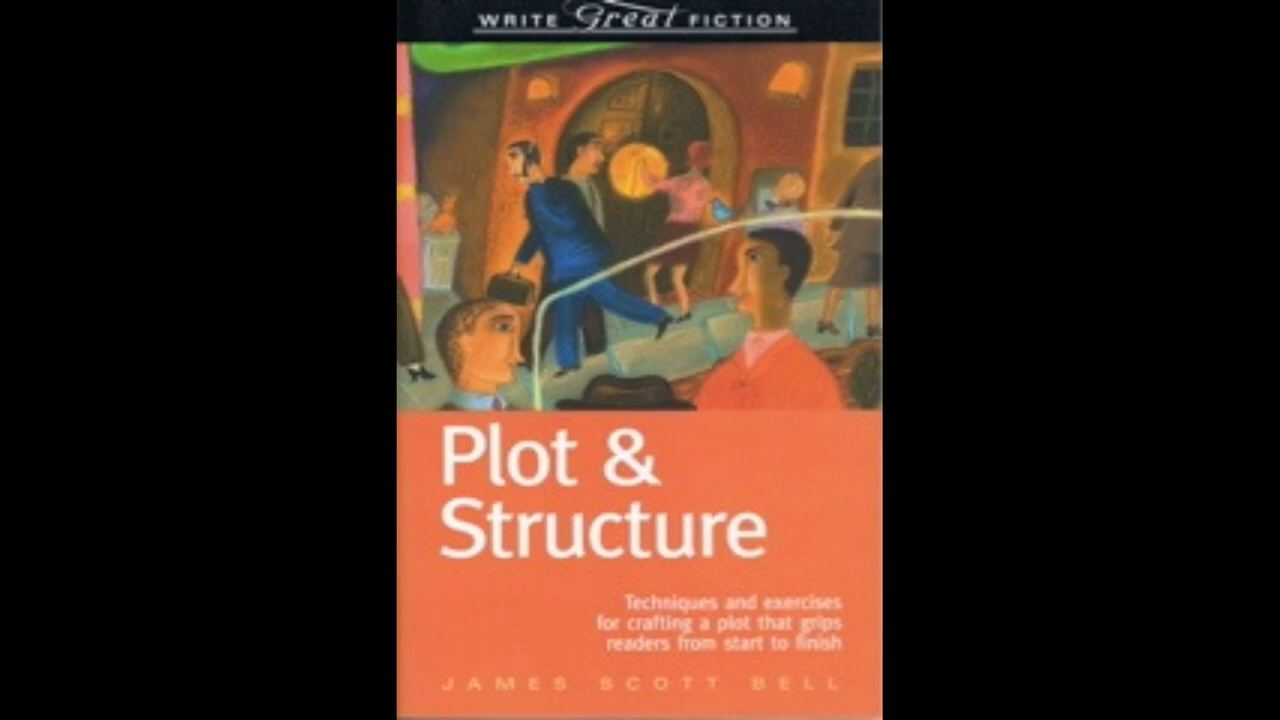 WRITE Great FICTION
Plot &
Structure
Techniques and exercises
for crafting a plot that grips
readers from start to finish
JAMES SCOTT BELL